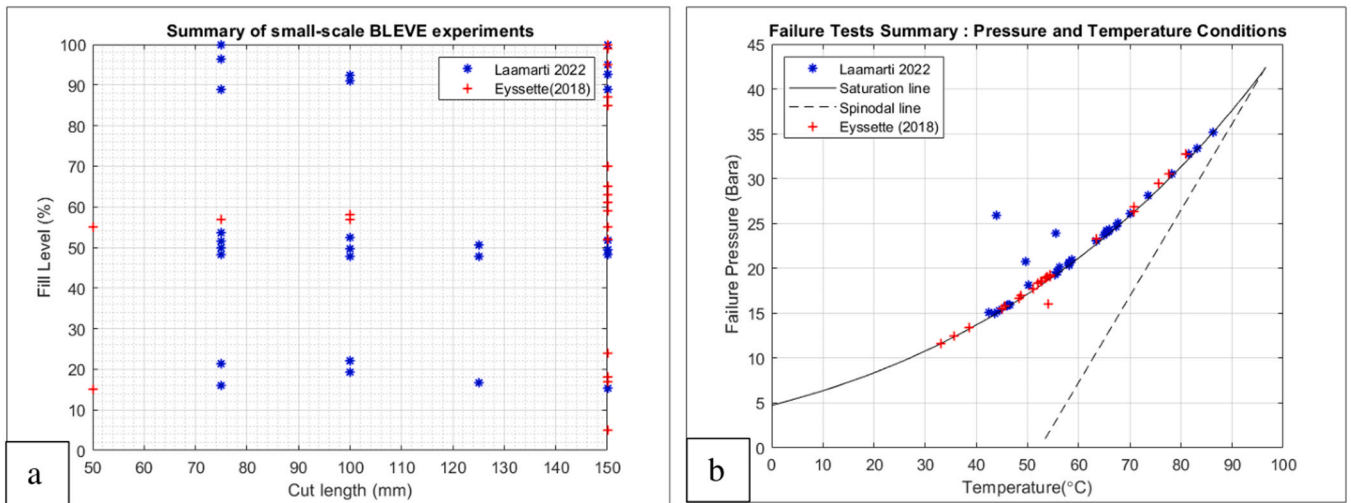 Summary of small-scale BLEVE experiments
100
90
80
70
60
50
40
30
20
10
0
Fill Level (%)
Laamarti 2022
Eyssette(2018)
50 60 70 80 90 100 110 120 130 140 150
Cut length (mm)
a
Failure Tests Summary : Pressure and Temperature Conditions
45
40
35
30
25
20
15
10
5
0
Failure Pressure (Bara)
Laamarti 2022
Saturation line
Spinodal line
Eyssette (2018)
0 10 20 30 40 50 60 70 80 90 100
Temperature(°C)
b